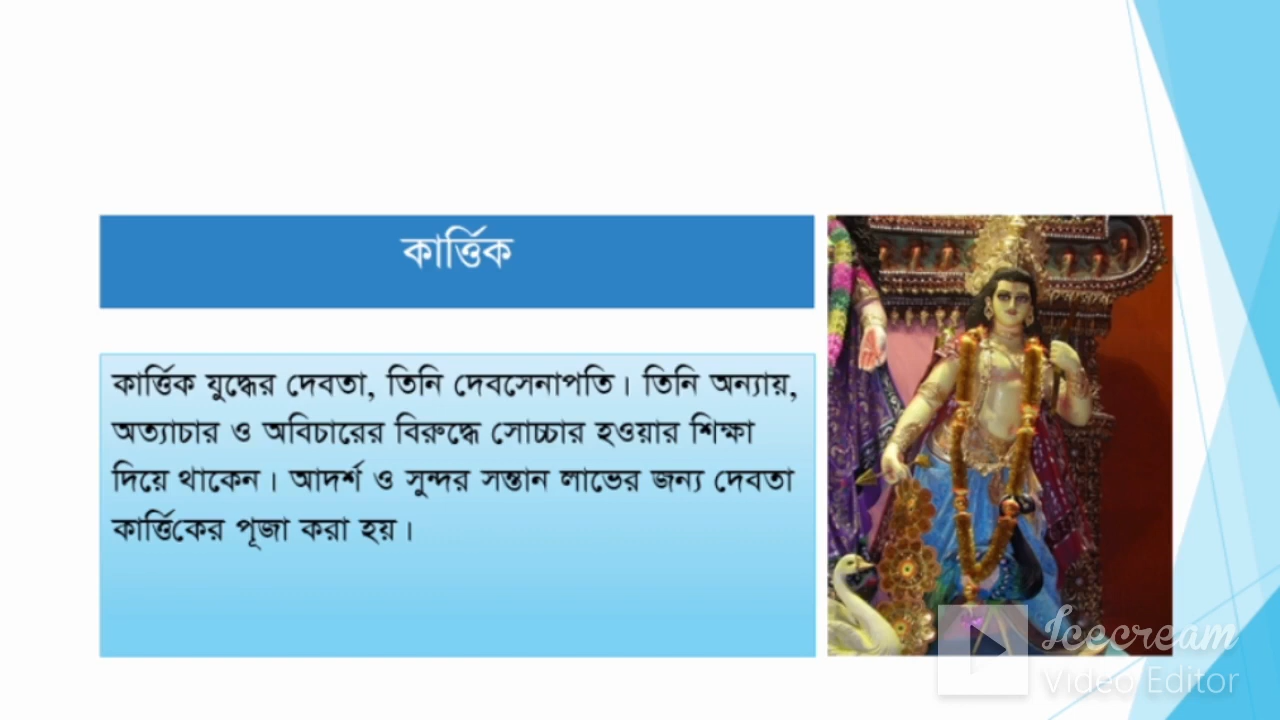 কার্ত্তিক
কার্ত্তিক যুদ্ধের দেবতা, তিনি দেবসেনাপতি। তিনি অন্যায়,
অত্যাচার ও অবিচারের বিরুদ্ধে সোচ্চার হওয়ার শিক্ষা
দিয়ে থাকেন। আদর্শ ও সুন্দর সন্তান লাভের জন্য দেবতা
কার্ত্তিকের পূজা করা হয়।
Icecream
Video Editor